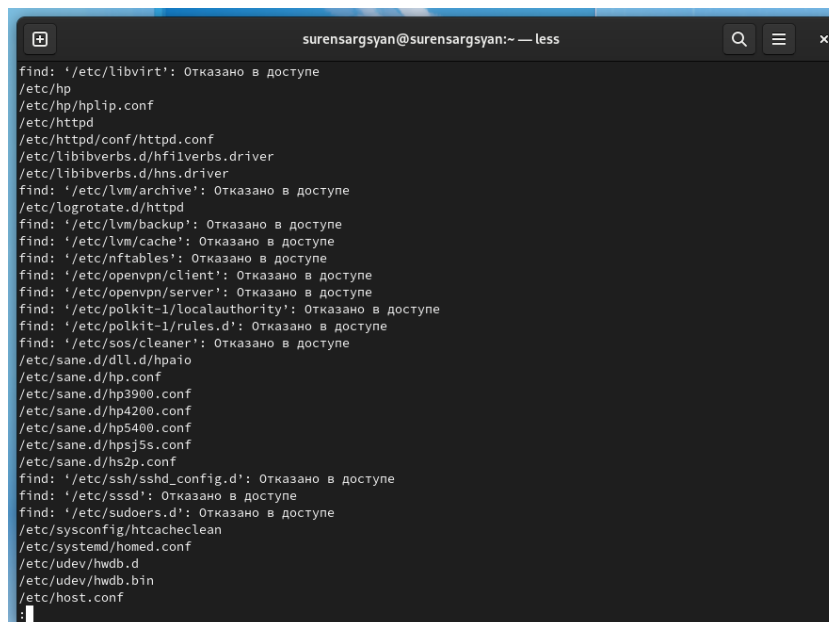 surensargsyan@surensargsyan:~ — less
find: ‘/etc/libvirt’: Отказано в доступе
/etc/hp
/etc/hp/hplip.conf
/etc/httpd
/etc/httpd/conf/httpd.conf
/etc/libibverbs.d/hfi1verbs.driver
/etc/libibverbs.d/hns.driver
find: ‘/etc/lvm/archive’: Отказано в доступе
/etc/logrotate.d/httpd
find: ‘/etc/lvm/backup’: Отказано в доступе
find: ‘/etc/lvm/cache’: Отказано в доступе
find: ‘/etc/nftables’: Отказано в доступе
find: ‘/etc/openvpn/client’: Отказано в доступе
find: ‘/etc/openvpn/server’: Отказано в доступе
find: ‘/etc/polkit-1/localauthority’: Отказано в доступе
find: ‘/etc/polkit-1/rules.d’: Отказано в доступе
find: ‘/etc/sos/cleaner’: Отказано в доступе
/etc/sane.d/dll.d/hpaio
/etc/sane.d/hp.conf
/etc/sane.d/hp3900.conf
/etc/sane.d/hp4200.conf
/etc/sane.d/hp5400.conf
/etc/sane.d/hpsj5s.conf
/etc/sane.d/hs2p.conf
find: ‘/etc/ssh/sshd_config.d’: Отказано в доступе
find: ‘/etc/sssd’: Отказано в доступе
find: ‘/etc/sudoers.d’: Отказано в доступе
/etc/sysconfig/htcacheclean
/etc/systemd/homed.conf
/etc/udev/hwdb.d
/etc/udev/hwdb.bin
/etc/host.conf
: